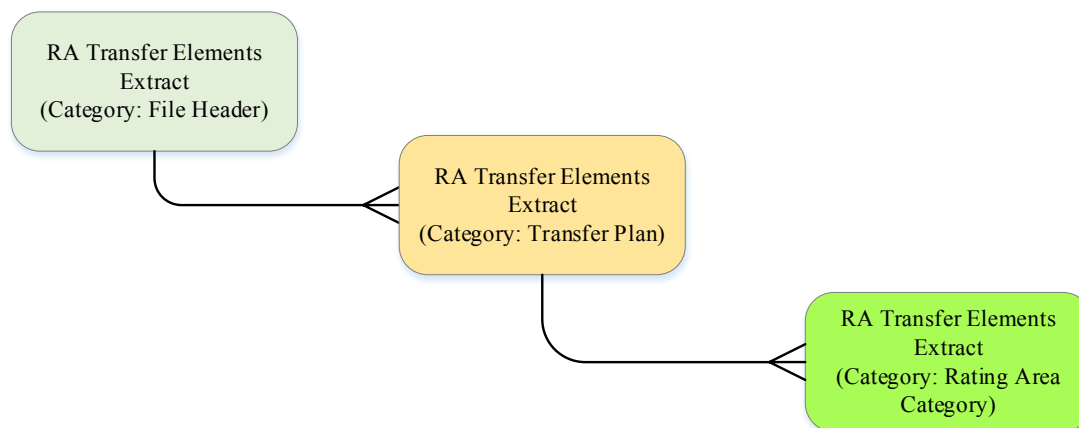 RA Transfer Elements
Extract
(Category: File Header)
RA Transfer Elements
Extract
(Category: Transfer Plan)
RA Transfer Elements
Extract
(Category: Rating Area
Category)